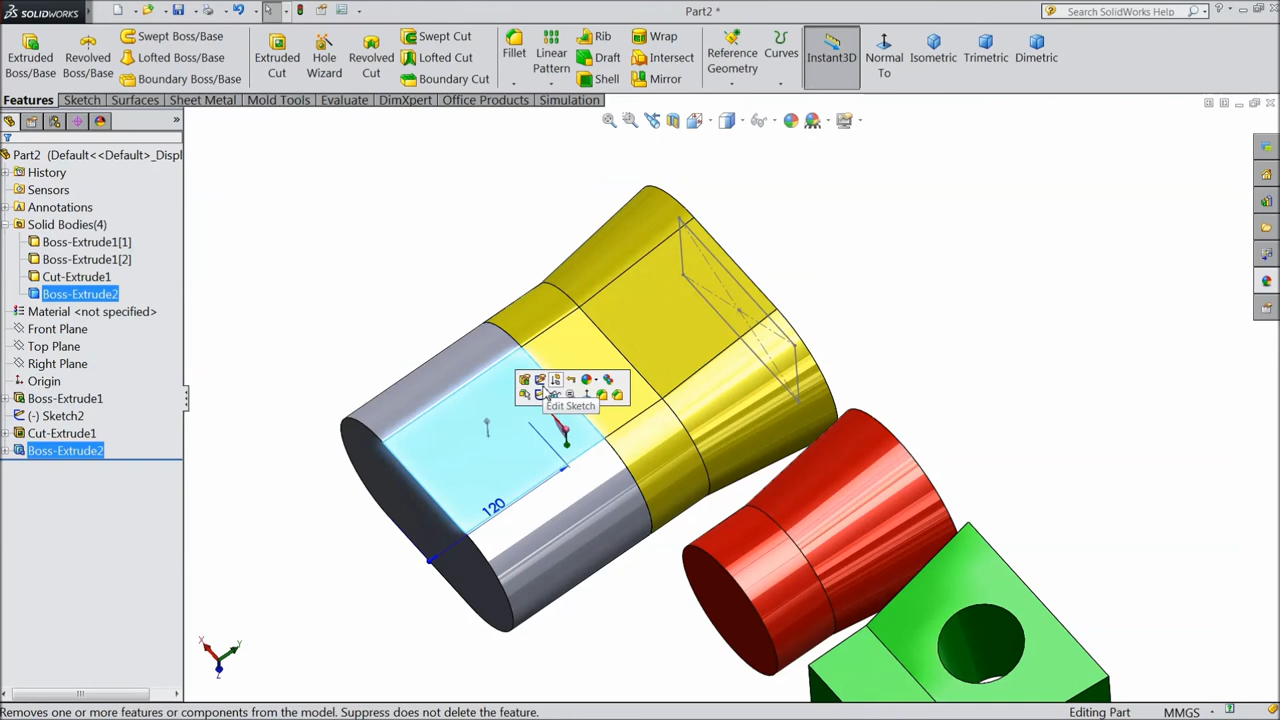 SOLIDWORKS
Part2 *
Search SolidWorks Help
Extruded Boss/Base
Revolved Boss/Base
Swept Boss/Base
Lofted Boss/Base
Boundary Boss/Base
Extruded Cut
Hole Wizard
Revolved Cut
Swept Cut
Lofted Cut
Boundary Cut
Fillet
Linear Pattern
Rib
Draft
Shell
Wrap
Intersect
Mirror
Reference Geometry
Curves
Instant3D
Normal To
Isometric
Trimetric
Dimetric
Features Sketch Surfaces Sheet Metal Mold Tools Evaluate DimXpert Office Products Simulation
Part2 (Default<<Default>_Displ
History
Sensors
Annotations
Solid Bodies(4)
Boss-Extrude1[1]
Boss-Extrude1[2]
Cut-Extrude1
Boss-Extrude2
Material <not specified>
Front Plane
Top Plane
Right Plane
Origin
Boss-Extrude1
(-) Sketch2
Cut-Extrude1
Boss-Extrude2
Edit Sketch
120
X
Y
Z
Removes one or more features or components from the model. Suppress does not delete the feature.
Editing Part
MMGS